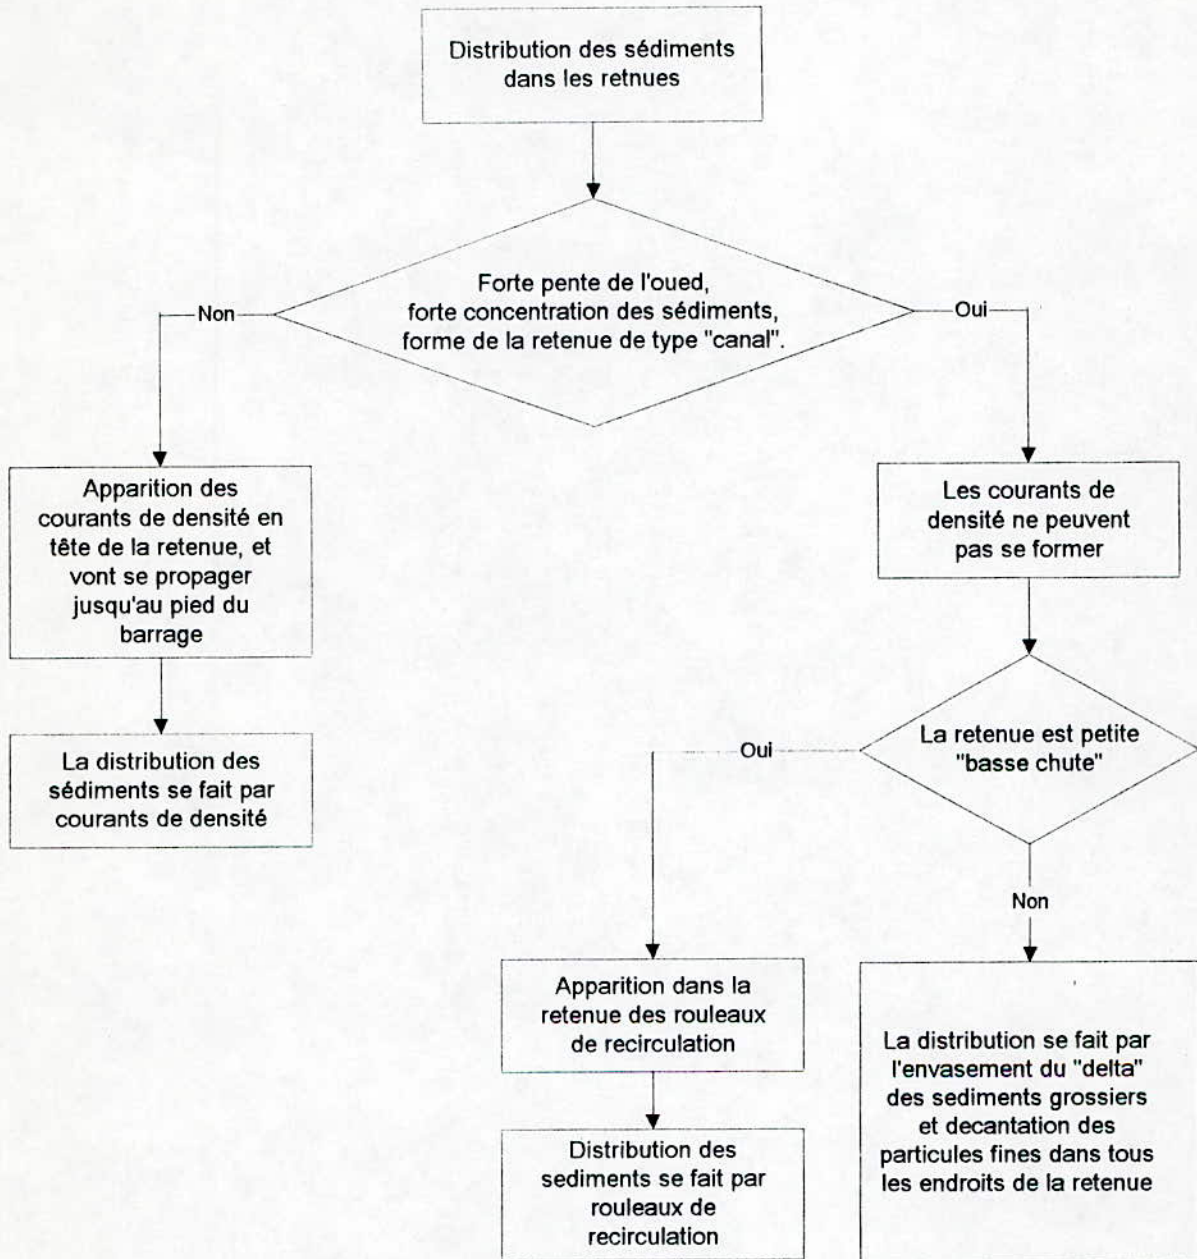 Distribution des sédiments
dans les retnues
Forte pente de l'oued,
forte concentration des sédiments,
forme de la retenue de type "canal".
Non
Oui
Apparition des
courants de densité en
tête de la retenue, et
vont se propager
jusqu'au pied du
barrage
Les courants de
densité ne peuvent
pas se former
La distribution des
sédiments se fait par
courants de densité
La retenue est petite
"basse chute"
Oui
Non
Apparition dans la
retenue des rouleaux
de recirculation
La distribution se fait par
l'envasement du "delta"
des sediments grossiers
et decantation des
particules fines dans tous
les endroits de la retenue
Distribution des
sediments se fait par
rouleaux de
recirculation